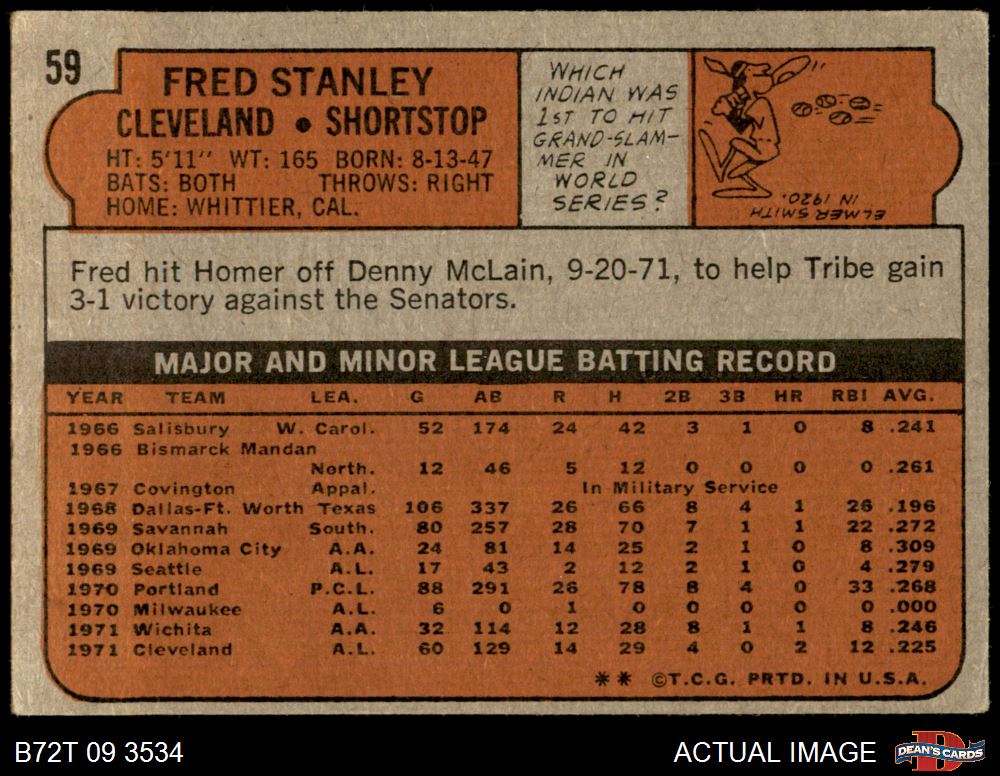 59
FRED STANLEY
CLEVELAND • SHORTSTOP
HT: 5'11" WT: 165 BORN: 8-13-47
BATS: BOTH THROWS: RIGHT
HOME: WHITTIER, CAL.
WHICH
INDIAN WAS
1ST TO HIT
GRAND-SLAM-
MER IN
WORLD
SERIES?
ELMER SMITH
IN 1920.
Fred hit Homer off Denny McLain, 9-20-71, to help Tribe gain
3-1 victory against the Senators.
MAJOR AND MINOR LEAGUE BATTING RECORD
YEAR TEAM LEA. G AB R H 2B 3B HR RBI AVG.
1966 Salisbury W. Carol. 52 174 24 42 3 1 0 8 .241
1966 Bismarck Mandan
North. 12 46 5 12 0 0 0 0 .261
1967 Covington Appal. In Military Service
1968 Dallas-Ft. Worth Texas 106 337 26 66 8 4 1 26 .196
1969 Savannah South. 80 257 28 70 7 1 1 22 .272
1969 Oklahoma City A.A. 24 81 14 25 2 1 0 8 .309
1969 Seattle A.L. 17 43 2 12 2 1 0 4 .279
1970 Portland P.C.L. 88 291 26 78 8 4 0 33 .268
1970 Milwaukee A.L. 6 0 1 0 0 0 0 0 .000
1971 Wichita A.A. 32 114 12 28 8 1 1 8 .246
1971 Cleveland A.L. 60 129 14 29 4 0 2 12 .225
** ©T.C.G. PRTD. IN U.S.A.
B72T 09 3534 ACTUAL IMAGE DEAN'S CARDS